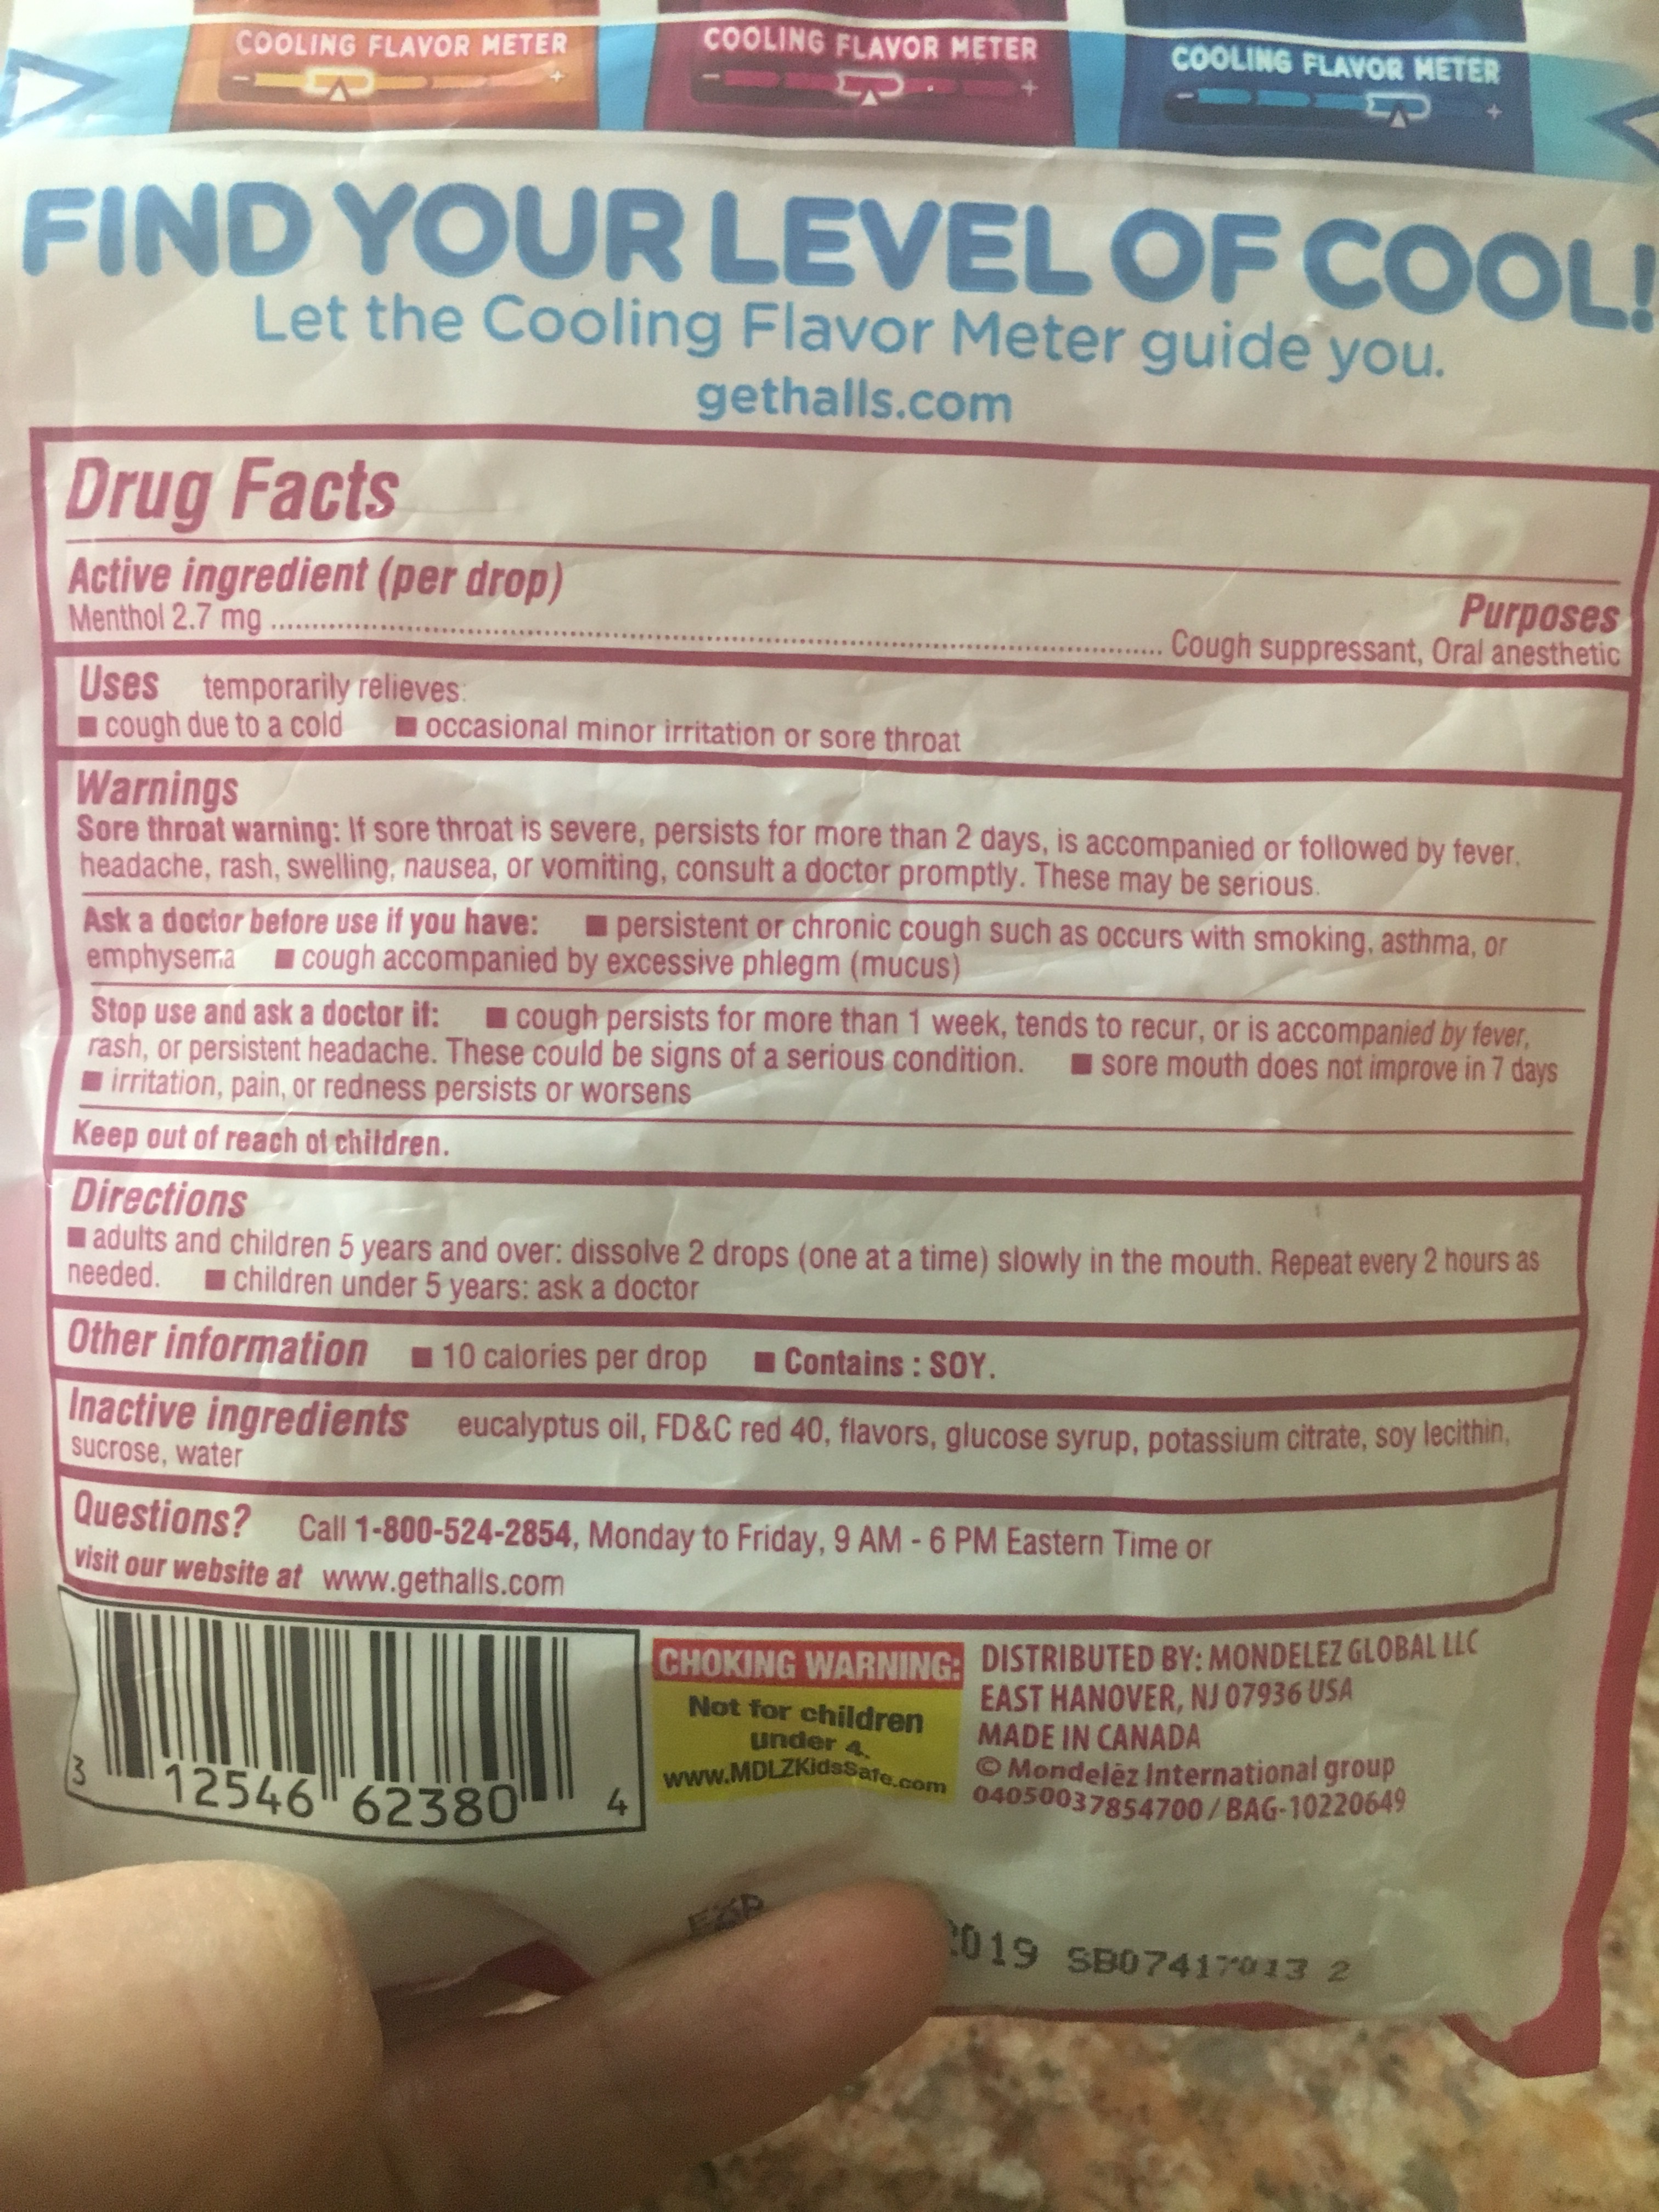 COOLING FLAVOR METER
- +
COOLING FLAVOR METER
- +
COOLING FLAVOR METER
- +
FIND YOUR LEVEL OF COOL!
Let the Cooling Flavor Meter guide you.
gethalls.com
Drug Facts
Active ingredient (per drop) Purposes
Menthol 2.7 mg ........ Cough suppressant, Oral anesthetic
Uses temporarily relieves:
■ cough due to a cold ■ occasional minor irritation or sore throat
Warnings
Sore throat warning: If sore throat is severe, persists for more than 2 days, is accompanied or followed by fever,
headache, rash, swelling, nausea, or vomiting, consult a doctor promptly. These may be serious.
Ask a doctor before use if you have: ■ persistent or chronic cough such as occurs with smoking, asthma, or
emphysema ■ cough accompanied by excessive phlegm (mucus)
Stop use and ask a doctor if: ■ cough persists for more than 1 week, tends to recur, or is accompanied by fever,
rash, or persistent headache. These could be signs of a serious condition. ■ sore mouth does not improve in 7 days
■ irritation, pain, or redness persists or worsens
Keep out of reach of children.
Directions
■ adults and children 5 years and over: dissolve 2 drops (one at a time) slowly in the mouth. Repeat every 2 hours as
needed. ■ children under 5 years: ask a doctor
Other information ■ 10 calories per drop ■ Contains : SOY.
Inactive ingredients eucalyptus oil, FD&C red 40, flavors, glucose syrup, potassium citrate, soy lecithin,
sucrose, water
Questions? Call 1-800-524-2854, Monday to Friday, 9 AM - 6 PM Eastern Time or
visit our website at www.gethalls.com
3 12546 62380 4
CHOKING WARNING:
Not for children
under 4.
www.MDLZKidsSafe.com
DISTRIBUTED BY: MONDELEZ GLOBAL LLC
EAST HANOVER, NJ 07936 USA
MADE IN CANADA
© Mondelēz International group
04050037854700 / BAG-10220649
EXP 2019 SB07417013 2